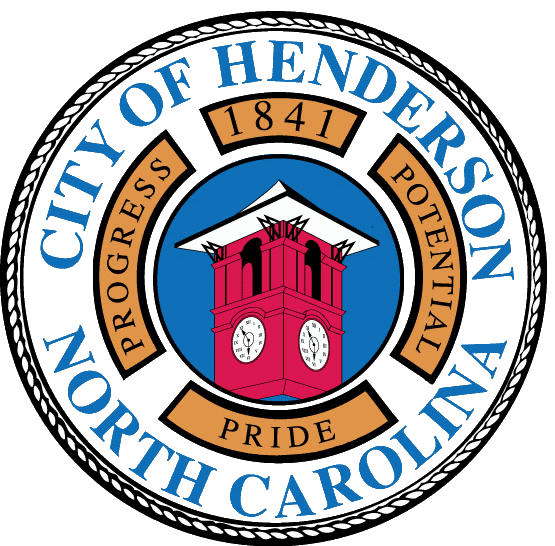 CITY OF HENDERSON
1841
PROGRESS
POTENTIAL
PRIDE
NORTH CAROLINA